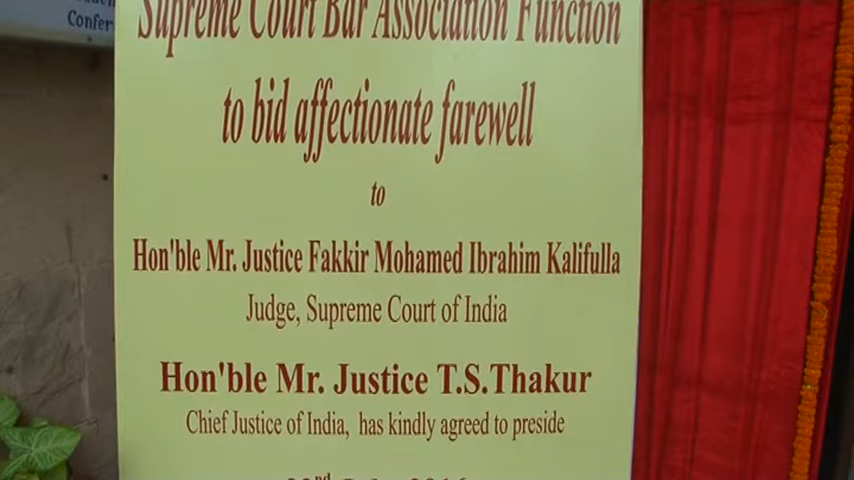 Confer
Supreme Court Bar Association Function
to bid affectionate farewell
to
Hon'ble Mr. Justice Fakkir Mohamed Ibrahim Kalifulla
Judge, Supreme Court of India
Hon'ble Mr. Justice T.S.Thakur
Chief Justice of India, has kindly agreed to preside